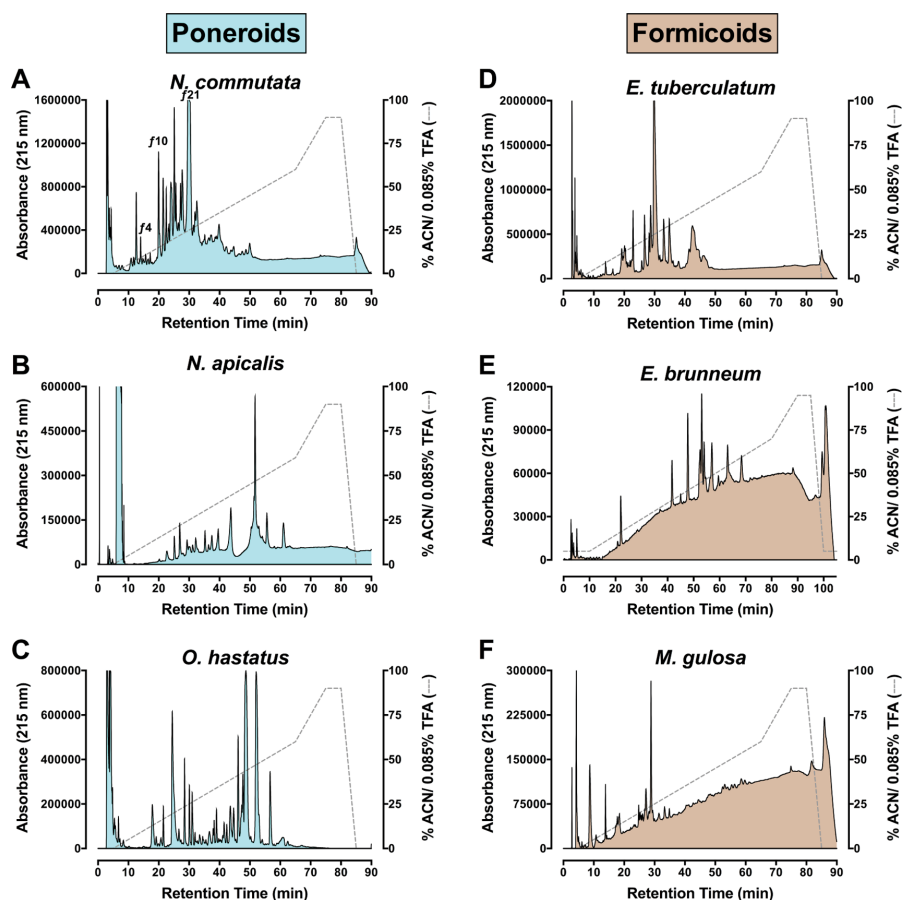 Poneroids
Formicoids
A
N. commutata
Absorbance (215 nm)
1600000
1200000
800000
400000
0
ƒ4
ƒ10
ƒ21
100
75
50
25
0
% ACN/ 0.085% TFA (---)
0 10 20 30 40 50 60 70 80 90
Retention Time (min)
D
E. tuberculatum
Absorbance (215 nm)
2000000
1500000
1000000
500000
0
100
75
50
25
0
% ACN/ 0.085% TFA (---)
0 10 20 30 40 50 60 70 80 90
Retention Time (min)
B
N. apicalis
Absorbance (215 nm)
600000
450000
300000
150000
0
100
75
50
25
0
% ACN/ 0.085% TFA (---)
0 10 20 30 40 50 60 70 80 90
Retention Time (min)
E
E. brunneum
Absorbance (215 nm)
120000
90000
60000
30000
0
100
75
50
25
0
% ACN/ 0.085% TFA (---)
0 10 20 30 40 50 60 70 80 90 100
Retention Time (min)
C
O. hastatus
Absorbance (215 nm)
800000
600000
400000
200000
0
100
75
50
25
0
% ACN/ 0.085% TFA (---)
0 10 20 30 40 50 60 70 80 90
Retention Time (min)
F
M. gulosa
Absorbance (215 nm)
300000
225000
150000
75000
0
100
75
50
25
0
% ACN/ 0.085% TFA (---)
0 10 20 30 40 50 60 70 80 90
Retention Time (min)